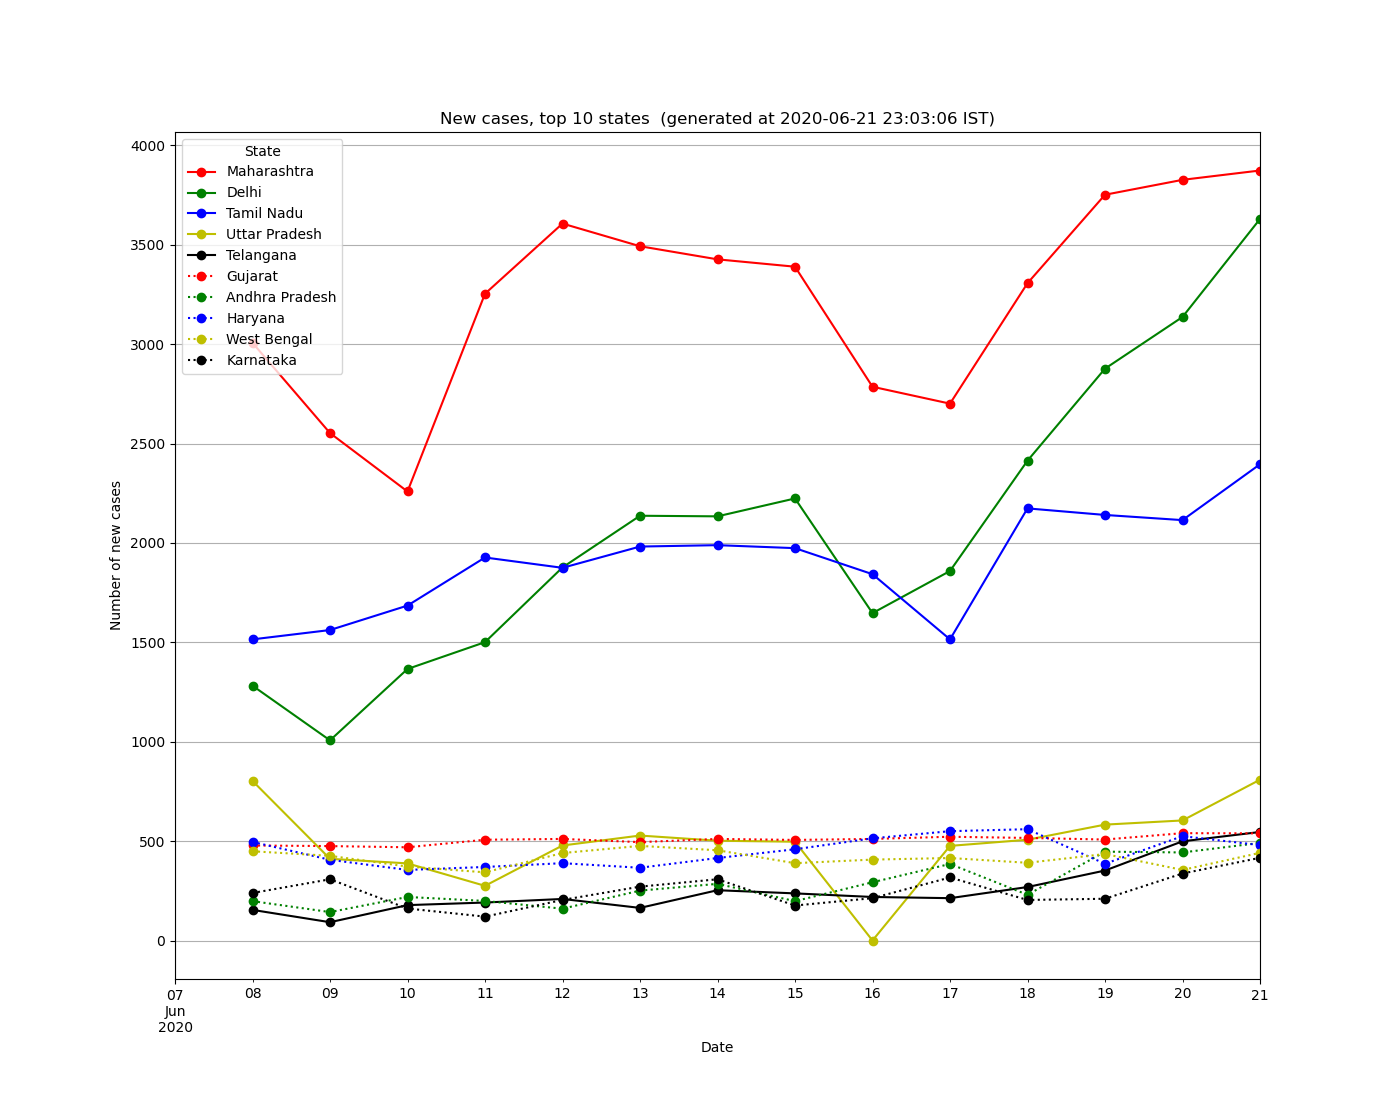 New cases, top 10 states  (generated at 2020-06-21 23:03:06 IST)
State
Maharashtra
Delhi
Tamil Nadu
Uttar Pradesh
Telangana
Gujarat
Andhra Pradesh
Haryana
West Bengal
Karnataka
4000
3500
3000
2500
2000
1500
1000
500
0
Number of new cases
07 08 09 10 11 12 13 14 15 16 17 18 19 20 21
Jun
2020
Date